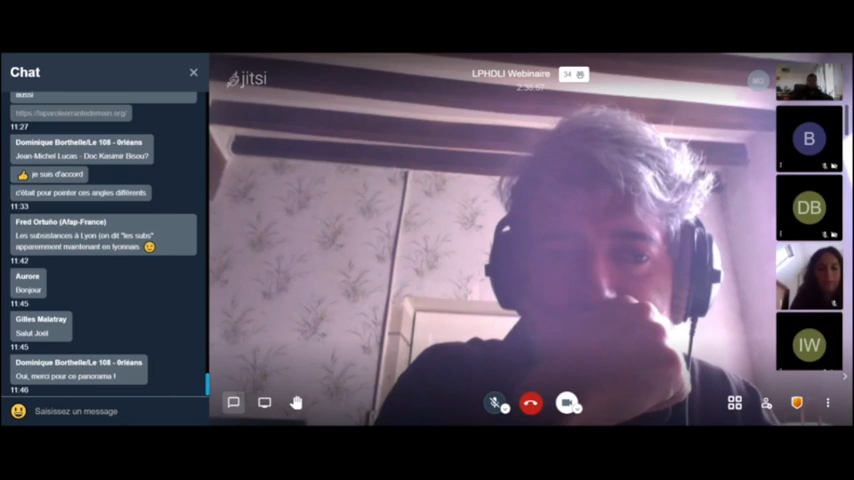 Chat
aussi
https://laparoleerrantedemain.org/
11:27
Dominique Borthelle/Le 108 - 0rléans
Jean-Michel Lucas - Doc Kasimir Bisou?
👍 je suis d'accord
c'était pour pointer ces angles différents
11:33
Fred Ortuño (Afap-France)
Les subsistances à Lyon (on dit "les subs"
apparemment maintenant en lyonnais 😉
11:42
Aurore
Bonjour
11:45
Gilles Malatray
Salut Joël
11:45
Dominique Borthelle/Le 108 - 0rléans
Oui, merci pour ce panorama !
11:46
Saisissez un message
jitsi
LPHDLI Webinaire
34
MG
B
DB
IW